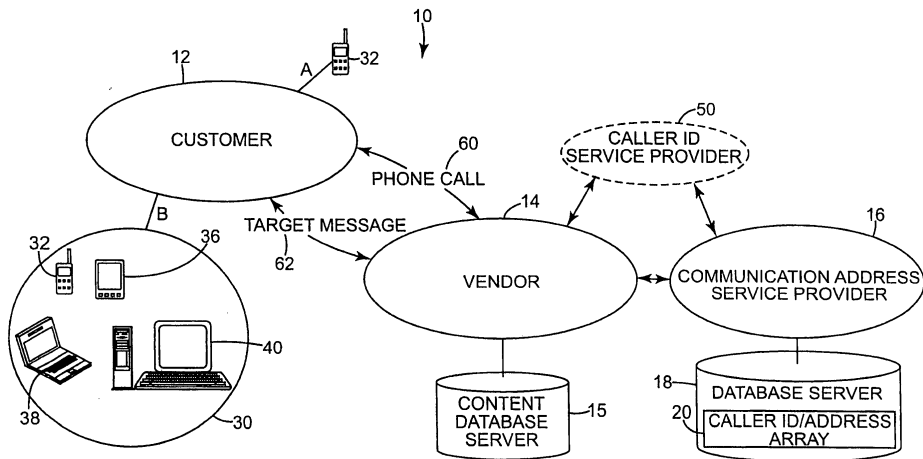 10
12
A
32
CUSTOMER
50
CALLER ID
SERVICE PROVIDER
60
PHONE CALL
14
16
B
TARGET MESSAGE
62
32
36
VENDOR
COMMUNICATION ADDRESS
SERVICE PROVIDER
40
38
30
CONTENT
DATABASE
SERVER
15
18
DATABASE SERVER
20
CALLER ID/ADDRESS
ARRAY